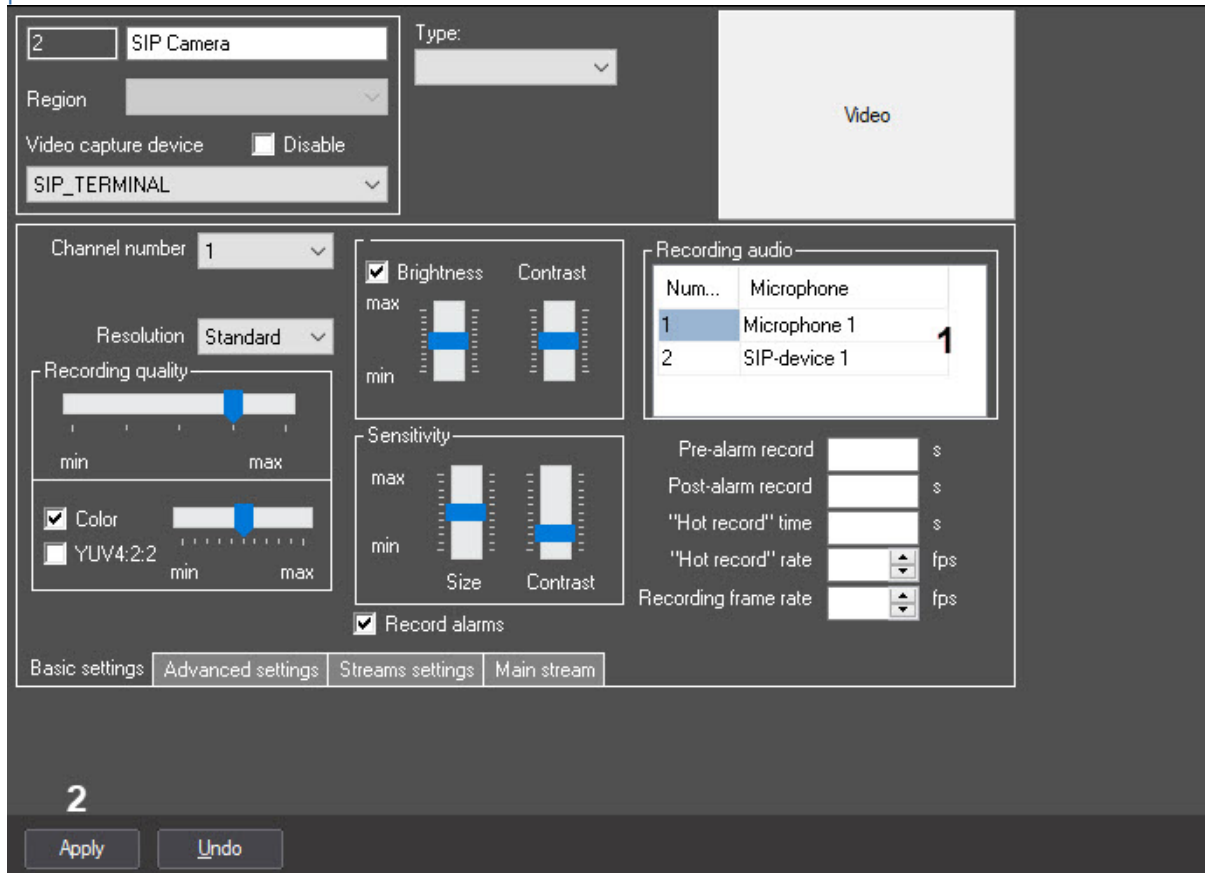 2 SIP Camera
Type:
Region
Video
Video capture device Disable
SIP_TERMINAL
Channel number 1
Resolution Standard
Recording quality
min max
Color
YUV4:2:2
min max
Brightness Contrast
max
min
Sensitivity
max
min
Size Contrast
Record alarms
Recording audio
Num... Microphone
1 Microphone 1
2 SIP-device 1
1
Pre-alarm record s
Post-alarm record s
"Hot record" time s
"Hot record" rate fps
Recording frame rate fps
Basic settings Advanced settings Streams settings Main stream
2
Apply Undo